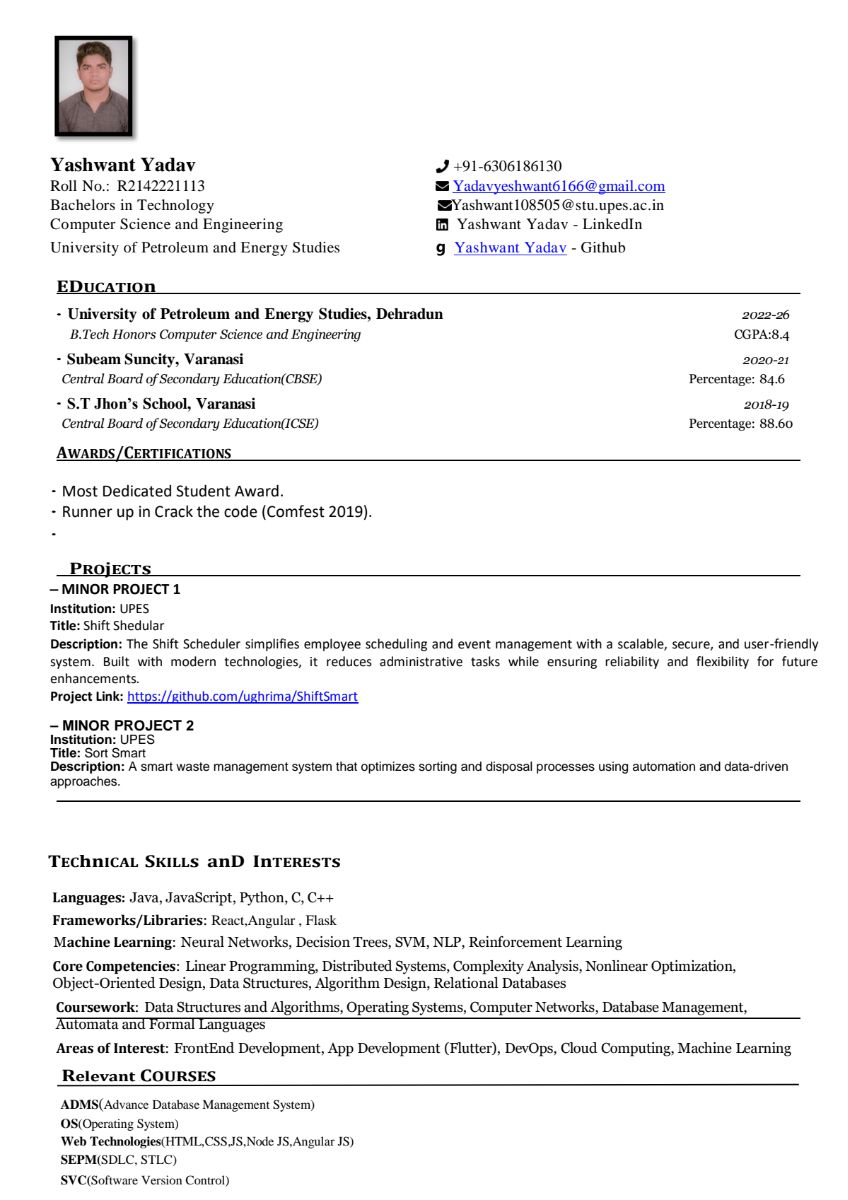 Yashwant Yadav
Roll No.: R2142221113
Bachelors in Technology
Computer Science and Engineering
University of Petroleum and Energy Studies
+91-6306186130
Yadavyeshwant6166@gmail.com
Yashwant108505@stu.upes.ac.in
Yashwant Yadav - LinkedIn
g Yashwant Yadav - Github
EDUCATIOn
- University of Petroleum and Energy Studies, Dehradun 2022-26
B.Tech Honors Computer Science and Engineering CGPA:8.4
- Subeam Suncity, Varanasi 2020-21
Central Board of Secondary Education(CBSE) Percentage: 84.6
- S.T Jhon's School, Varanasi 2018-19
Central Board of Secondary Education(ICSE) Percentage: 88.60
AWARDS/CERTIFICATIONS
- Most Dedicated Student Award.
- Runner up in Crack the code (Comfest 2019).
-
PROjECTS
– MINOR PROJECT 1
Institution: UPES
Title: Shift Shedular
Description: The Shift Scheduler simplifies employee scheduling and event management with a scalable, secure, and user-friendly
system. Built with modern technologies, it reduces administrative tasks while ensuring reliability and flexibility for future
enhancements.
Project Link: https://github.com/ughrima/ShiftSmart
– MINOR PROJECT 2
Institution: UPES
Title: Sort Smart
Description: A smart waste management system that optimizes sorting and disposal processes using automation and data-driven
approaches.
TEChnICAL SKILLs anD InTERESTS
Languages: Java, JavaScript, Python, C, C++
Frameworks/Libraries: React,Angular , Flask
Machine Learning: Neural Networks, Decision Trees, SVM, NLP, Reinforcement Learning
Core Competencies: Linear Programming, Distributed Systems, Complexity Analysis, Nonlinear Optimization,
Object-Oriented Design, Data Structures, Algorithm Design, Relational Databases
Coursework: Data Structures and Algorithms, Operating Systems, Computer Networks, Database Management,
Automata and Formal Languages
Areas of Interest: FrontEnd Development, App Development (Flutter), DevOps, Cloud Computing, Machine Learning
Relevant COURSES
ADMS(Advance Database Management System)
OS(Operating System)
Web Technologies(HTML,CSS,JS,Node JS,Angular JS)
SEPM(SDLC, STLC)
SVC(Software Version Control)